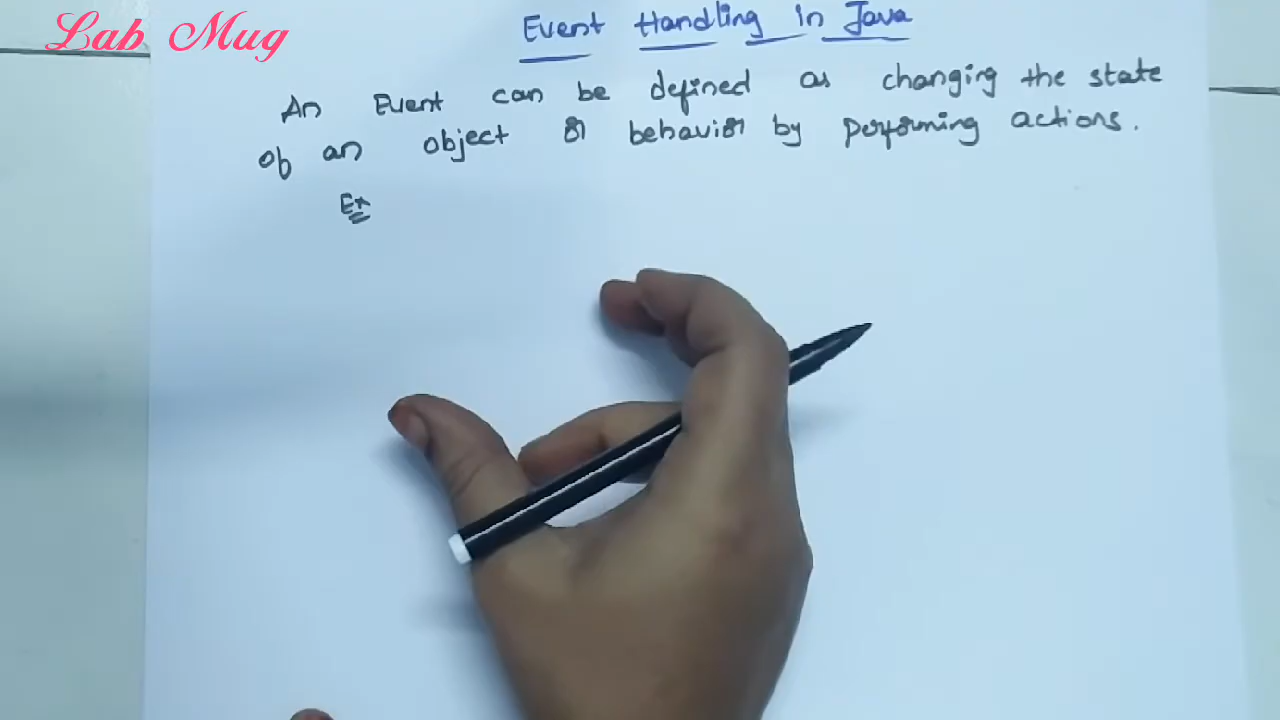 Lab Mug
Event Handling in Java
An Event can be defined as changing the state
of an object or behavior by performing actions.
Ex